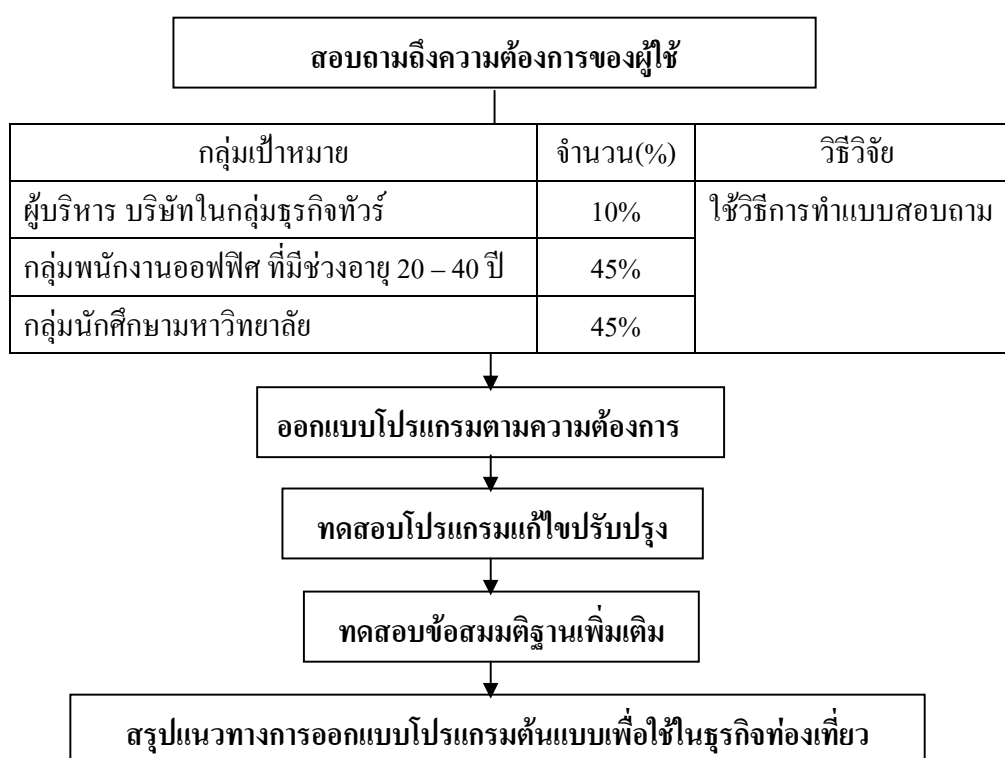 สอบถามถึงความต้องการของผู้ใช้
กลุ่มเป้าหมาย จำนวน(%) วิธีวิจัย
ผู้บริหาร บริษัทในกลุ่มธุรกิจทัวร์ 10% ใช้วิธีการทำแบบสอบถาม
กลุ่มพนักงานออฟฟิศ ที่มีช่วงอายุ 20 – 40 ปี 45%
กลุ่มนักศึกษามหาวิทยาลัย 45%
ออกแบบโปรแกรมตามความต้องการ
ทดสอบโปรแกรมแก้ไขปรับปรุง
ทดสอบข้อสมมติฐานเพิ่มเติม
สรุปแนวทางการออกแบบโปรแกรมต้นแบบเพื่อใช้ในธุรกิจท่องเที่ยว